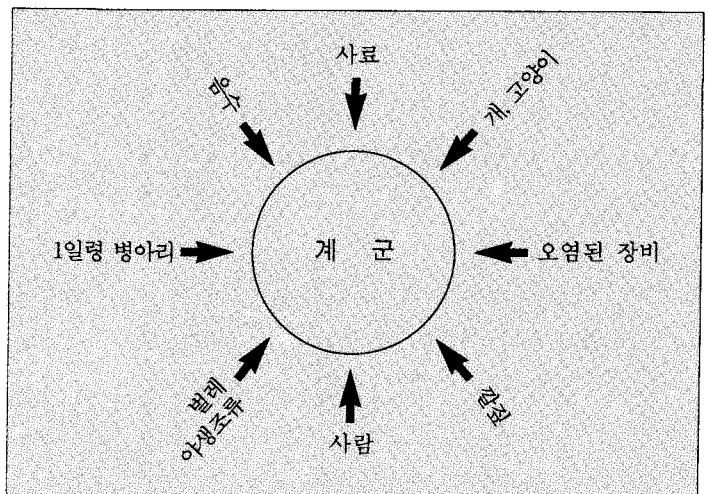 사료
개, 고양이
음수
1일령 병아리
계 군
오염된 장비
벌레
야생조류
사람
깔짚